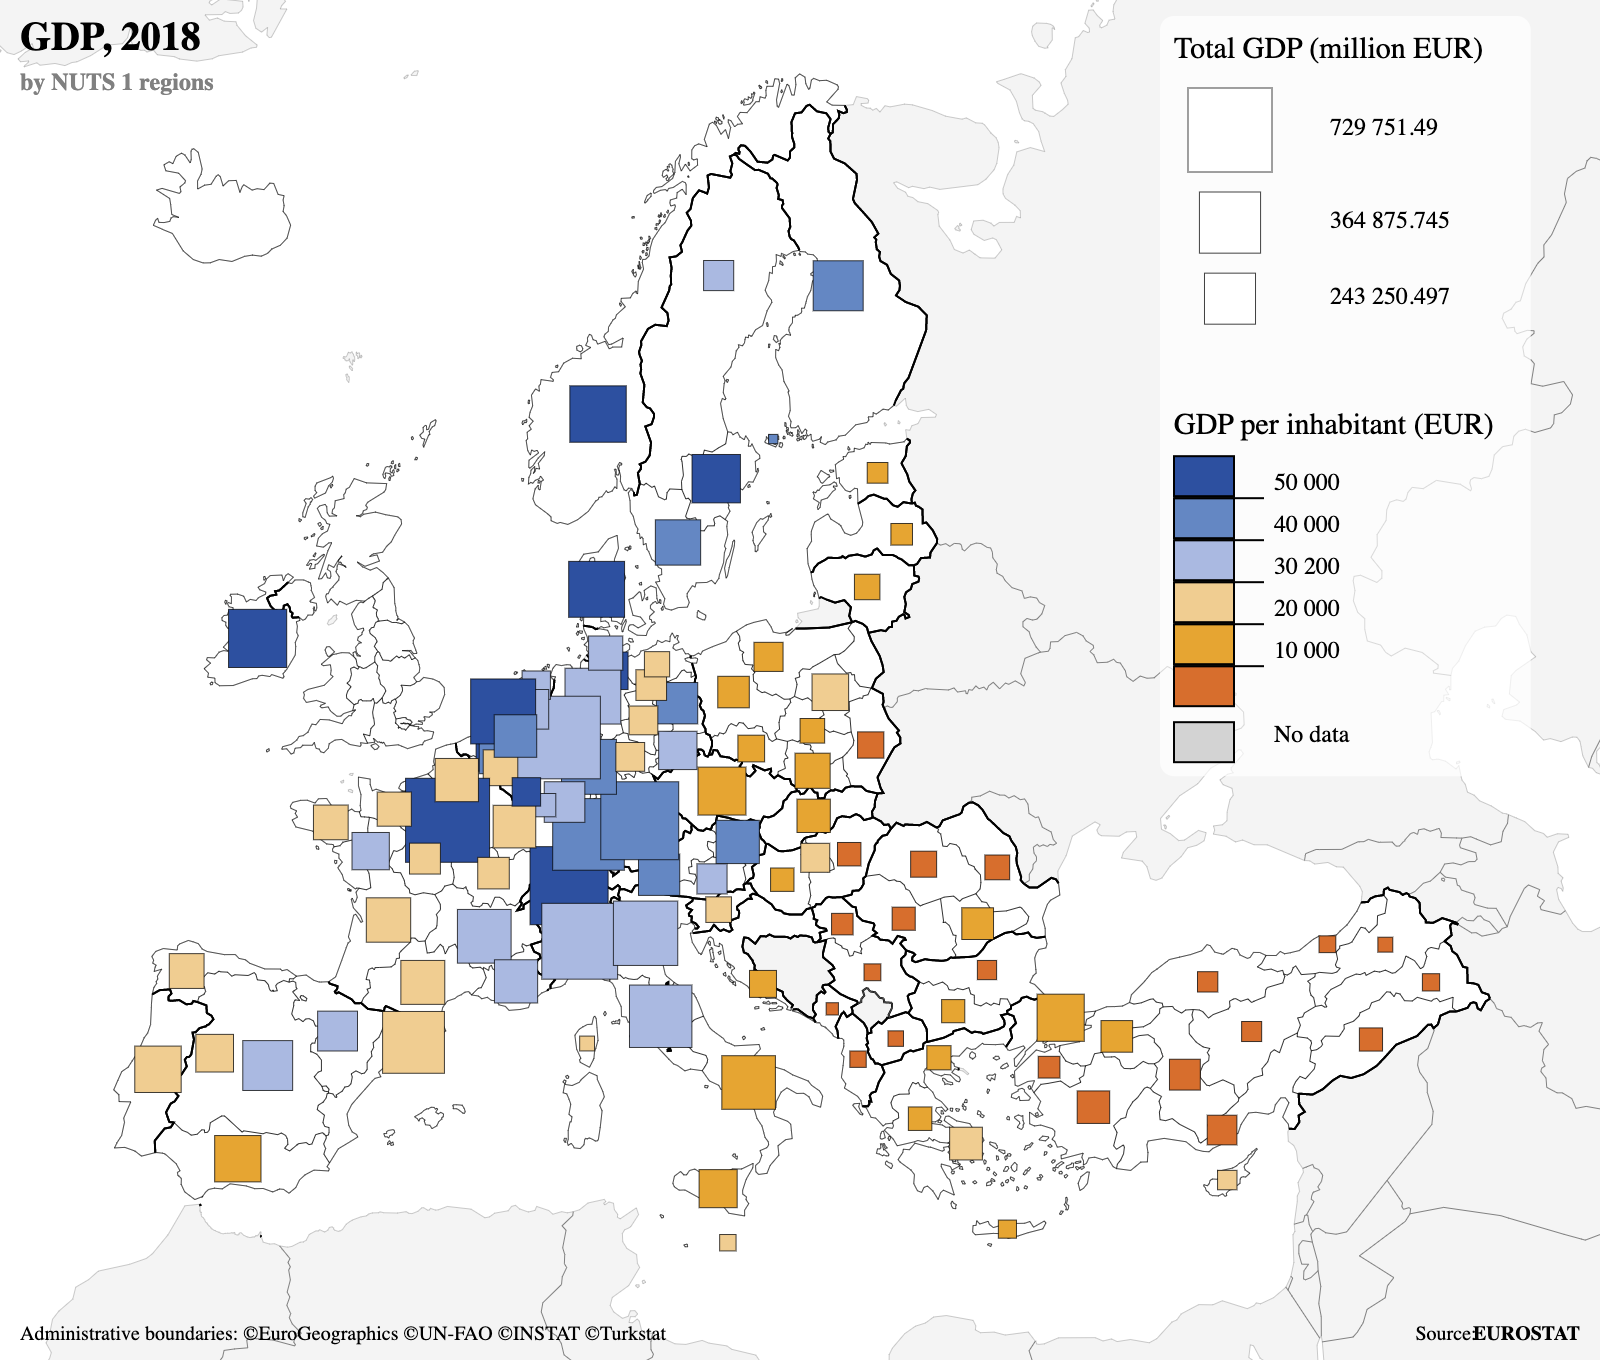 GDP, 2018
by NUTS 1 regions
Total GDP (million EUR)
729 751.49
364 875.745
243 250.497
GDP per inhabitant (EUR)
50 000
40 000
30 200
20 000
10 000
No data
Administrative boundaries: ©EuroGeographics ©UN-FAO ©INSTAT ©Turkstat
Source:EUROSTAT